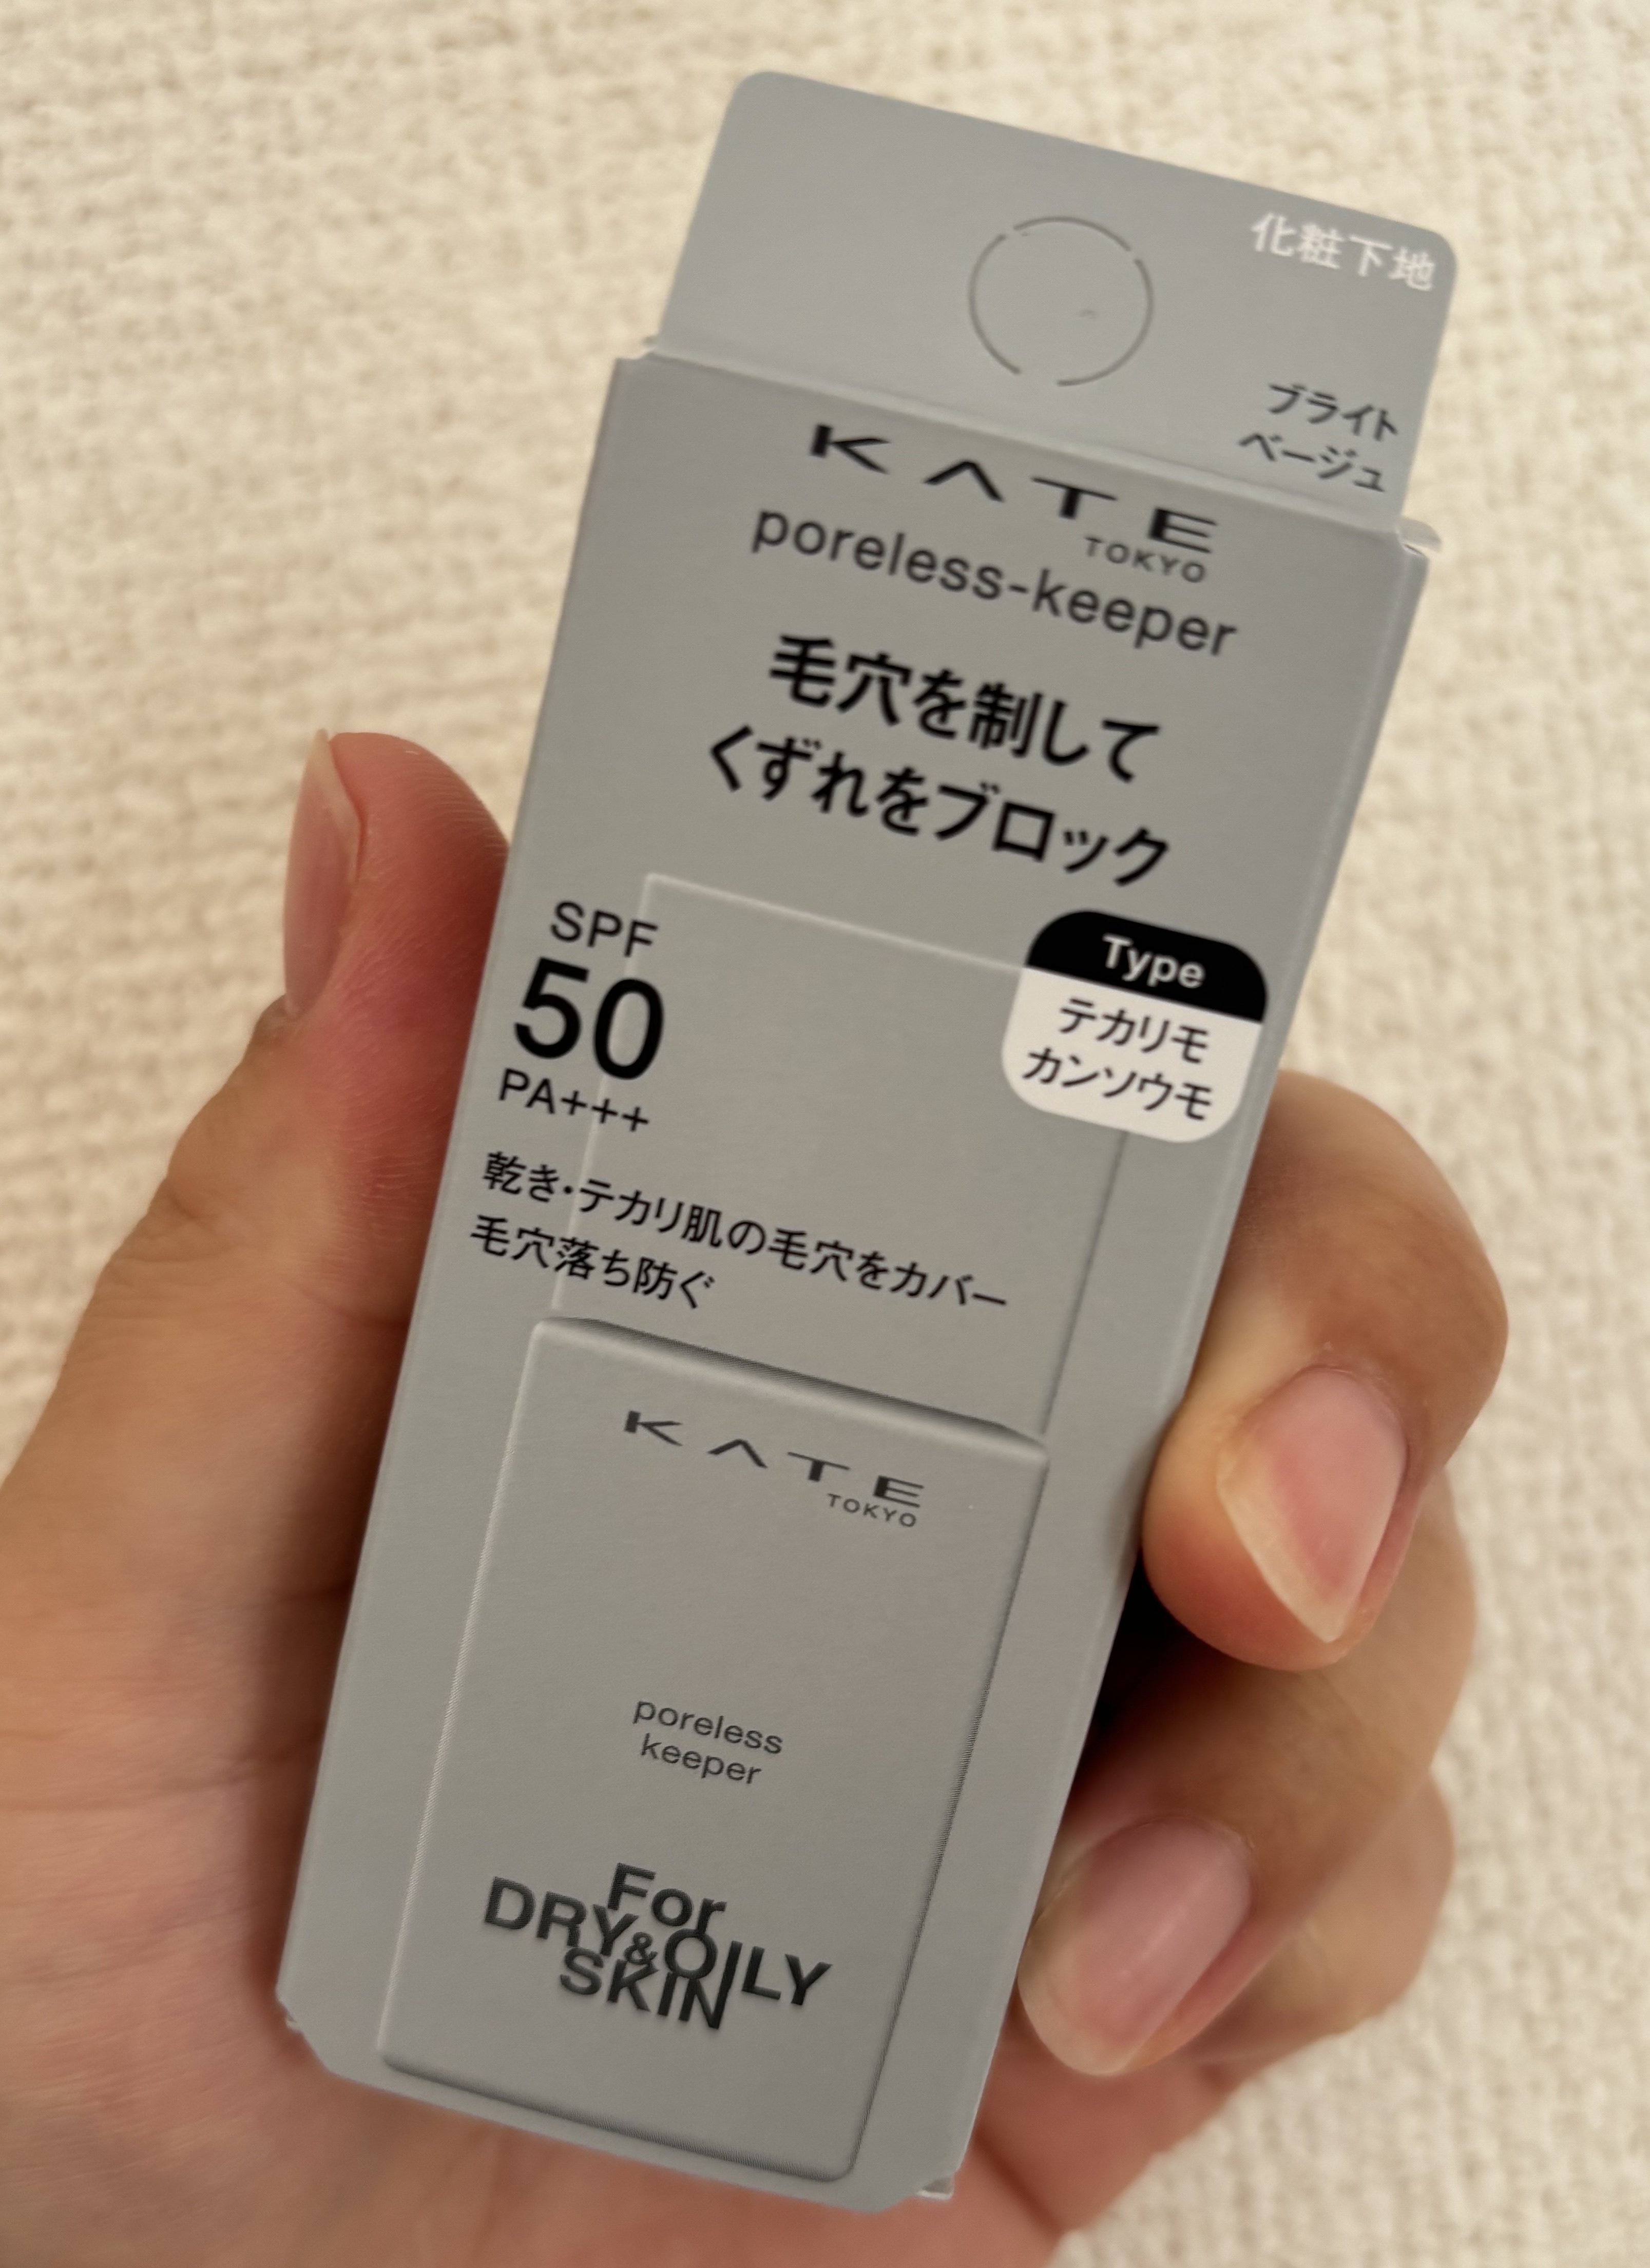 化粧下地
ブライト
ベージュ
KATE
TOKYO
poreless-keeper
毛穴を制して
くずれをブロック
SPF
50
PA+++
Type
テカリモ
カンソウモ
乾き・テカリ肌の毛穴をカバー
毛穴落ち防ぐ
KATE
TOKYO
poreless
keeper
For
DRY&OILY
SKIN